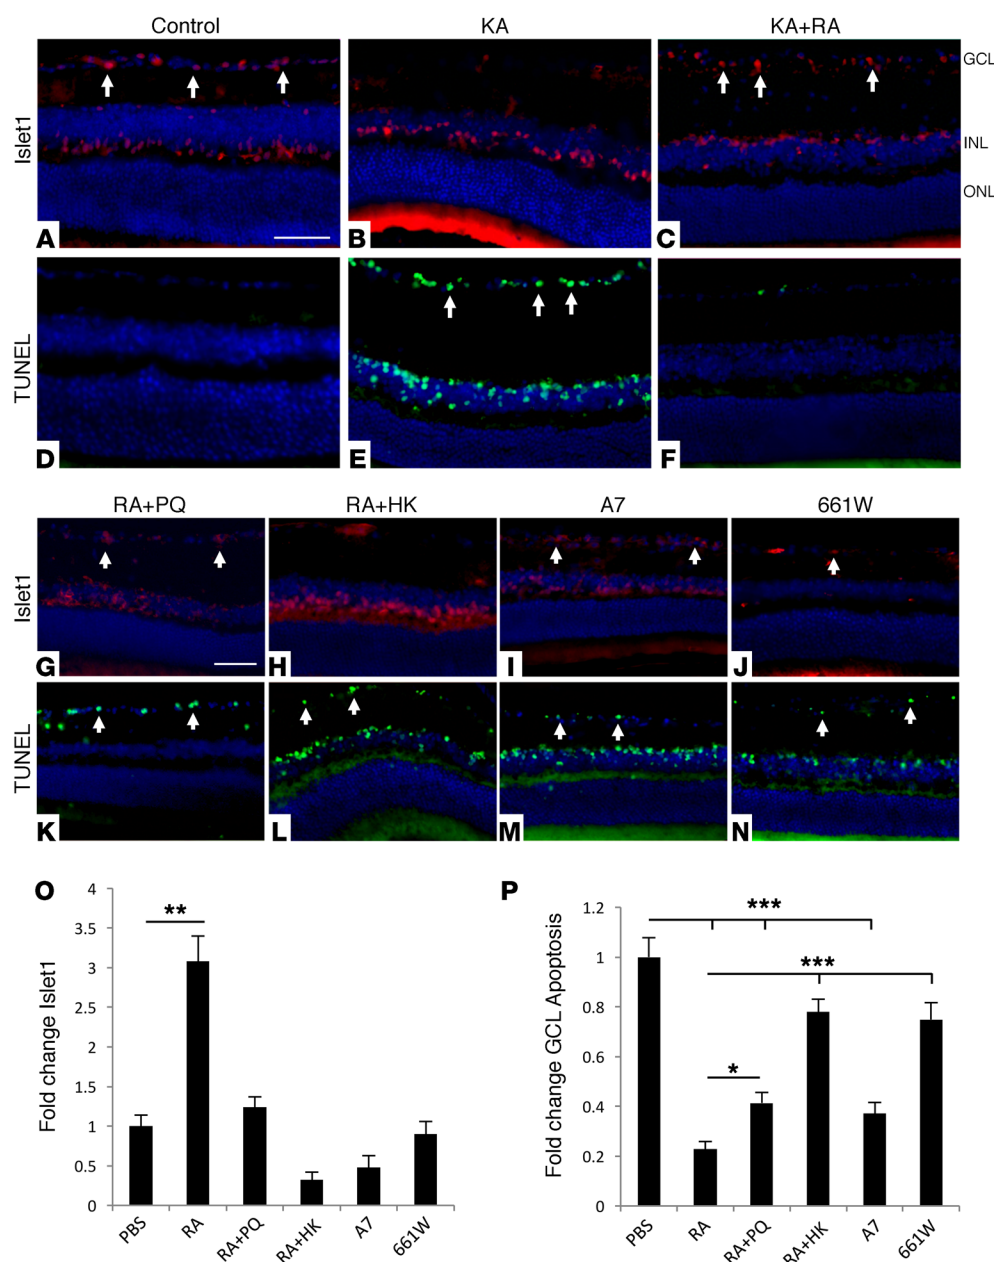 Control KA KA+RA
Islet1
GCL
INL
ONL
A B C
TUNEL
D E F
RA+PQ RA+HK A7 661W
Islet1
G H I J
TUNEL
K L M N
O
Fold change Islet1
4
3.5
3
2.5
2
1.5
1
0.5
0
**
PBS RA RA+PQ RA+HK A7 661W
P
Fold change GCL Apoptosis
1.2
1
0.8
0.6
0.4
0.2
0
***
***
*
PBS RA RA+PQ RA+HK A7 661W